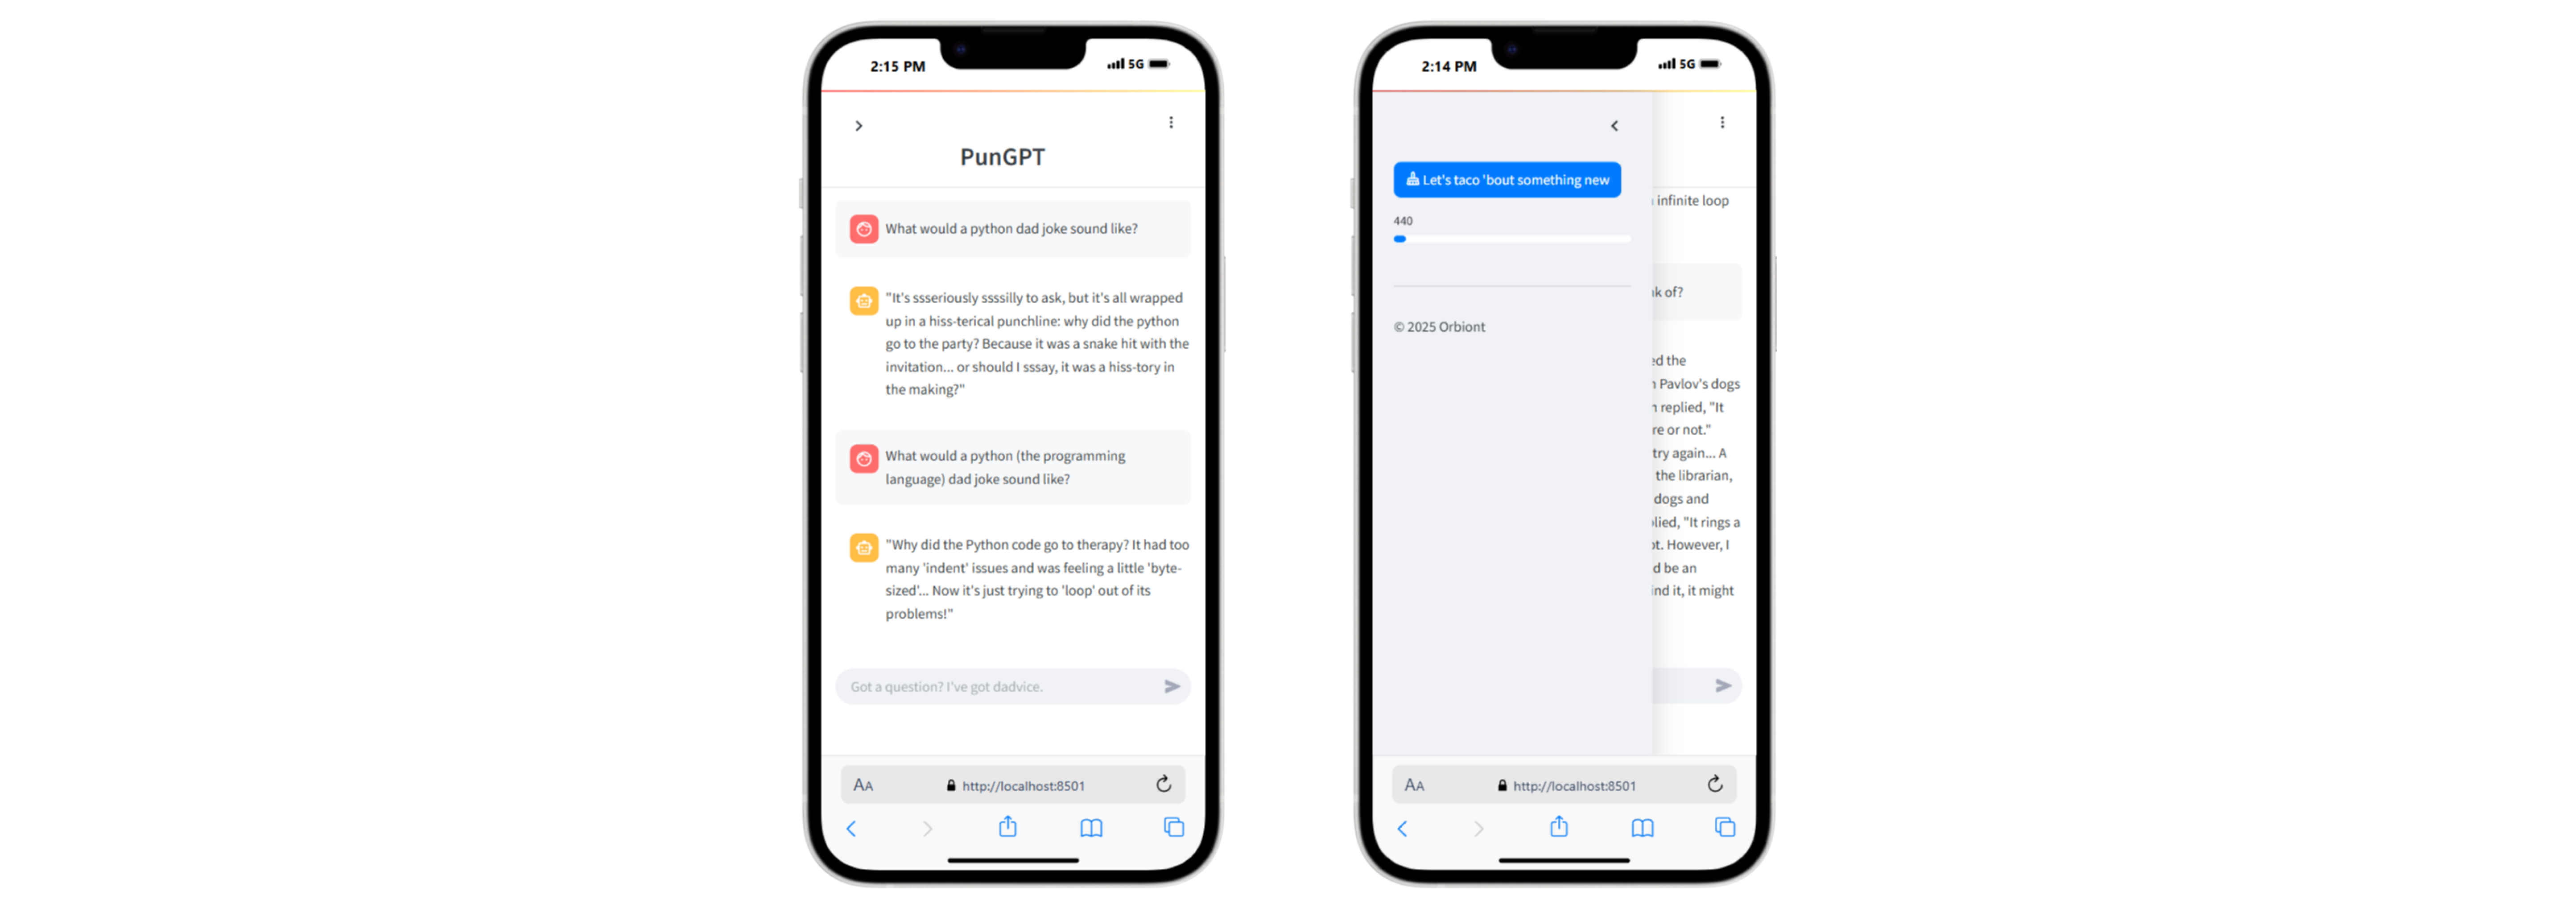 2:15 PM
5G
PunGPT
What would a python dad joke sound like?
"It's ssseriously ssssilly to ask, but it's all wrapped
up in a hiss-terical punchline: why did the python
go to the party? Because it was a snake hit with the
invitation... or should I sssay, it was a hiss-tory in
the making?"
What would a python (the programming
language) dad joke sound like?
"Why did the Python code go to therapy? It had too
many 'indent' issues and was feeling a little 'byte-
sized'... Now it's just trying to 'loop' out of its
problems!"
Got a question? I've got dadvice.
AA
http://localhost:8501
2:14 PM
5G
Let's taco 'bout something new
440
© 2025 Orbiont
infinite loop
of?
the
Pavlov's dogs
replied, "It
or not."
try again... A
the librarian,
dogs and
"It rings a
However, I
be an
it, it might
AA
http://localhost:8501